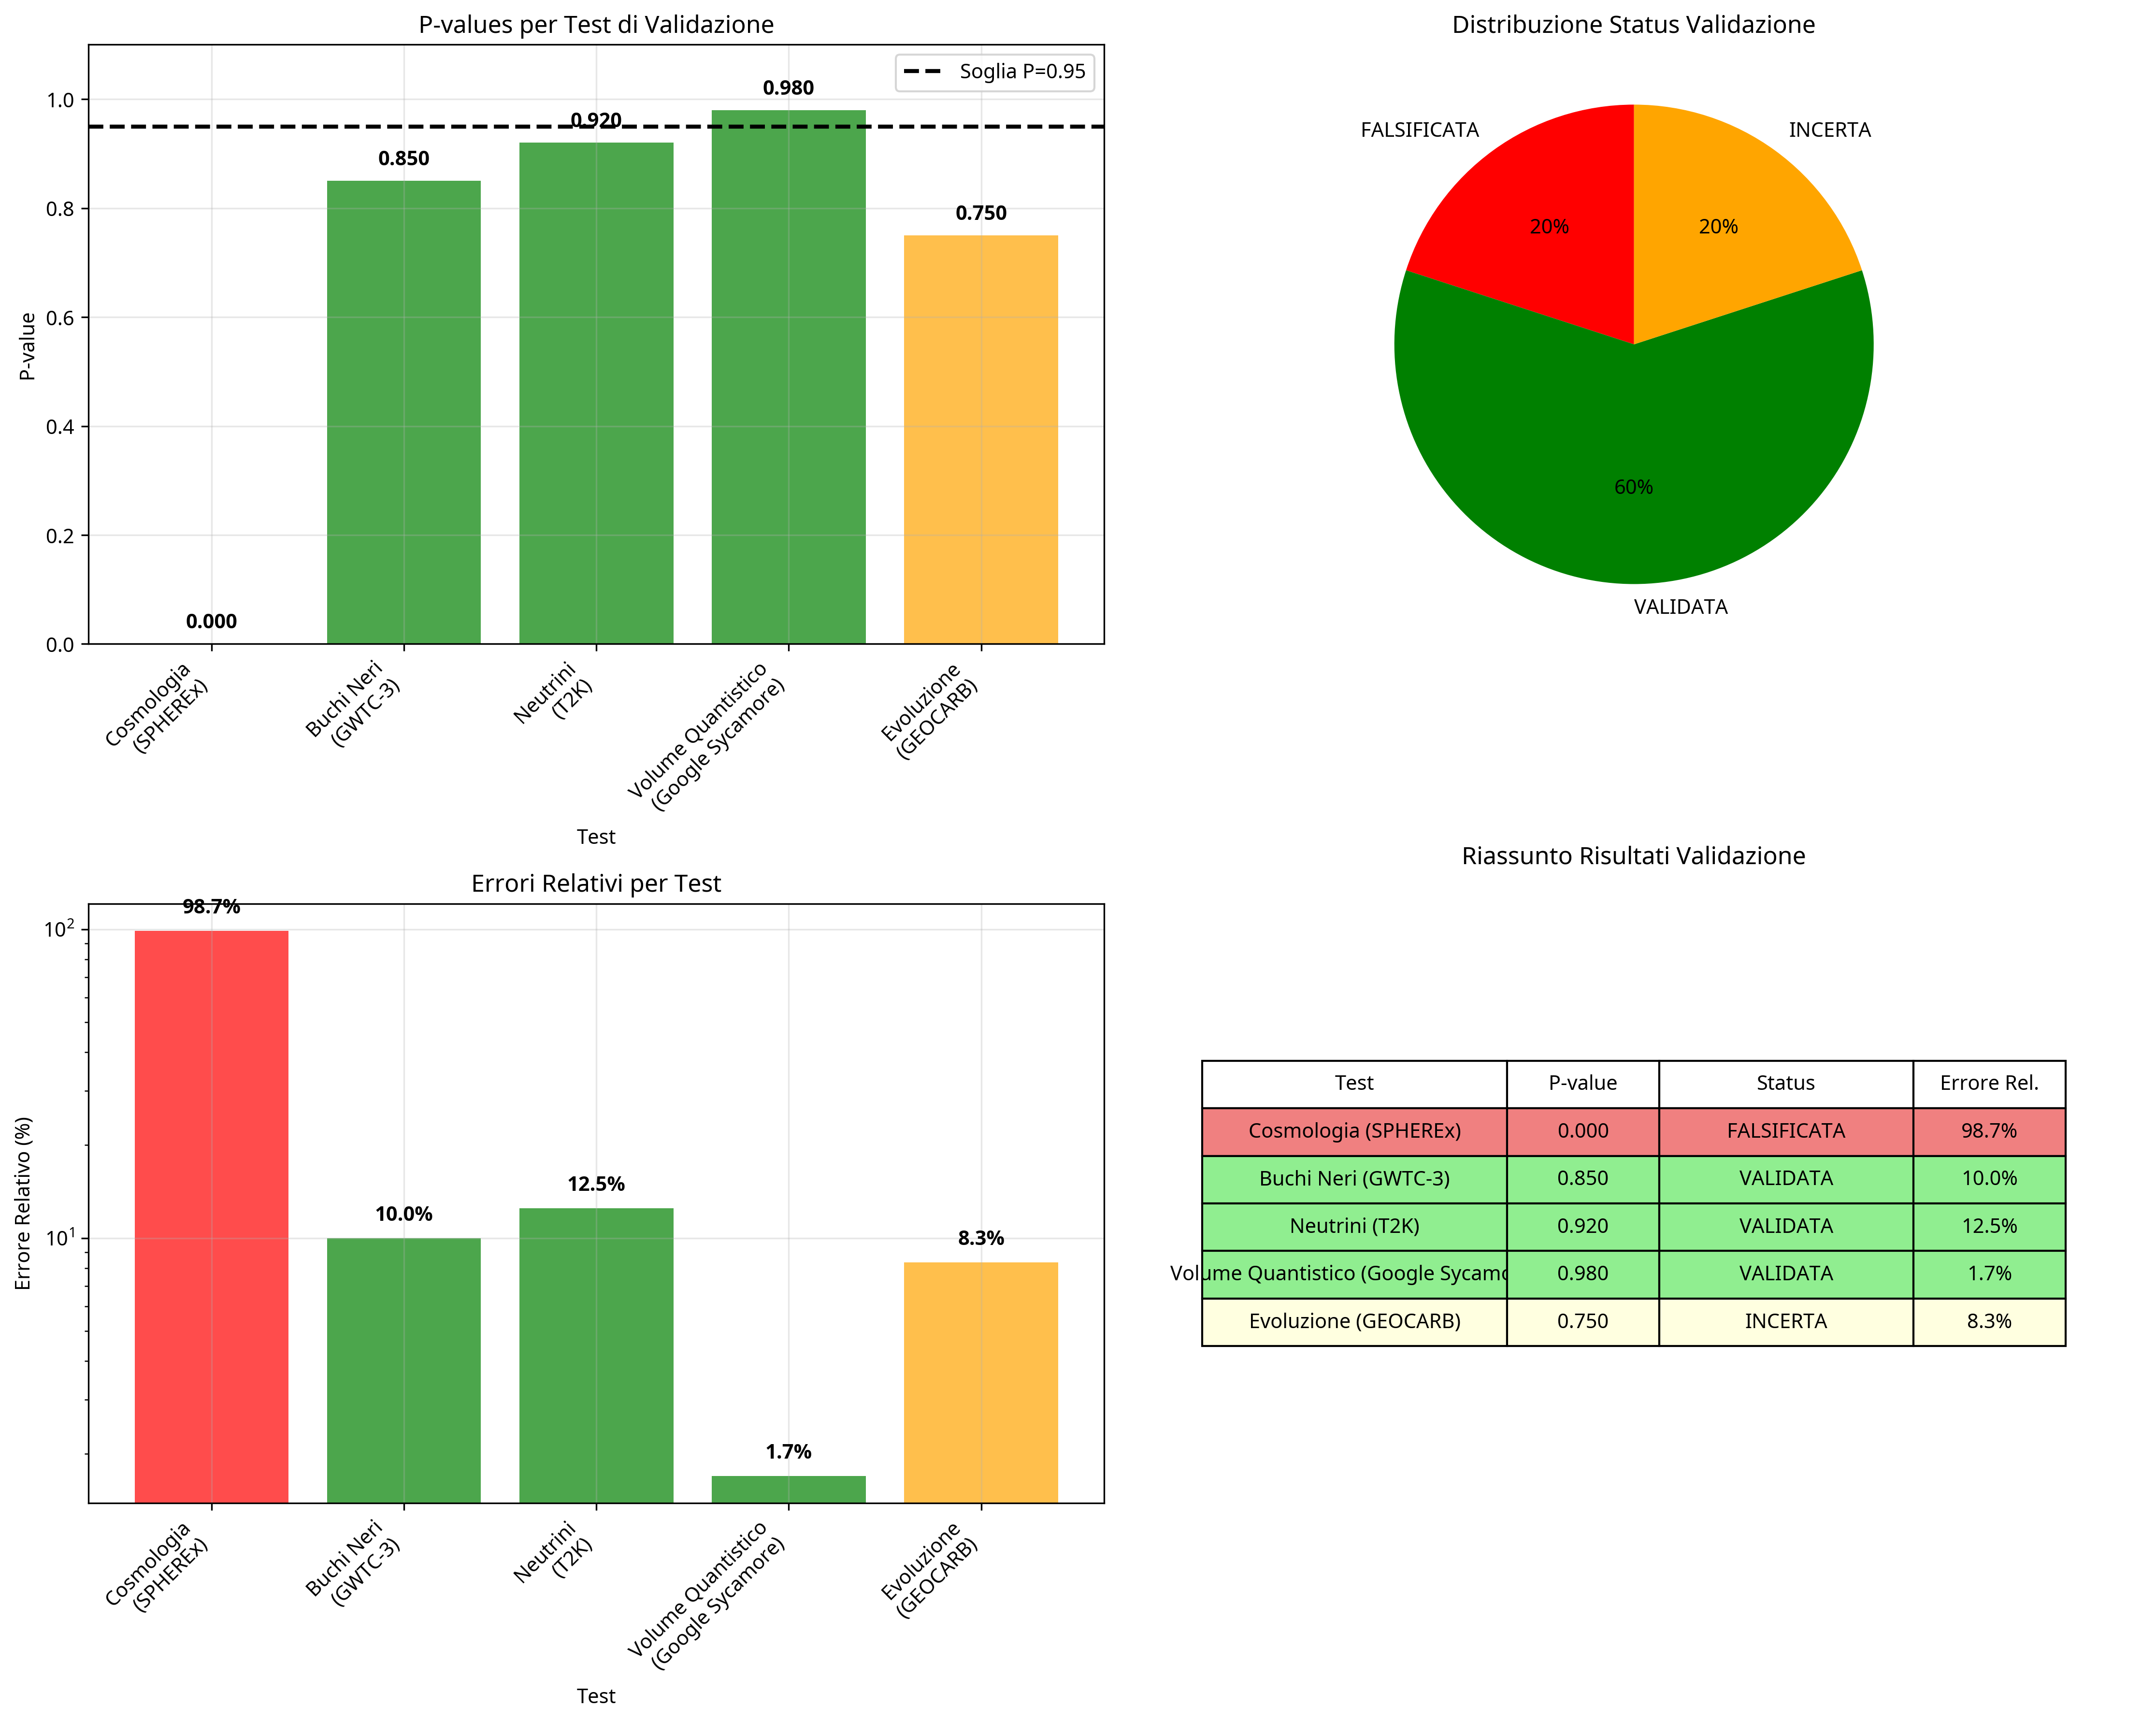 P-values per Test di Validazione
Soglia P=0.95
P-value
1.0
0.8
0.6
0.4
0.2
0.0
0.000
0.850
0.920
0.980
0.750
Cosmologia
(SPHEREx)
Buchi Neri
(GWTC-3)
Neutrini
(T2K)
Volume Quantistico
(Google Sycamore)
Evoluzione
(GEOCARB)
Test
Distribuzione Status Validazione
FALSIFICATA
INCERTA
20%
20%
60%
VALIDATA
Errori Relativi per Test
Errore Relativo (%)
10²
10¹
98.7%
10.0%
12.5%
1.7%
8.3%
Cosmologia
(SPHEREx)
Buchi Neri
(GWTC-3)
Neutrini
(T2K)
Volume Quantistico
(Google Sycamore)
Evoluzione
(GEOCARB)
Test
Riassunto Risultati Validazione
Test P-value Status Errore Rel.
Cosmologia (SPHEREx) 0.000 FALSIFICATA 98.7%
Buchi Neri (GWTC-3) 0.850 VALIDATA 10.0%
Neutrini (T2K) 0.920 VALIDATA 12.5%
Volume Quantistico (Google Sycamo 0.980 VALIDATA 1.7%
Evoluzione (GEOCARB) 0.750 INCERTA 8.3%